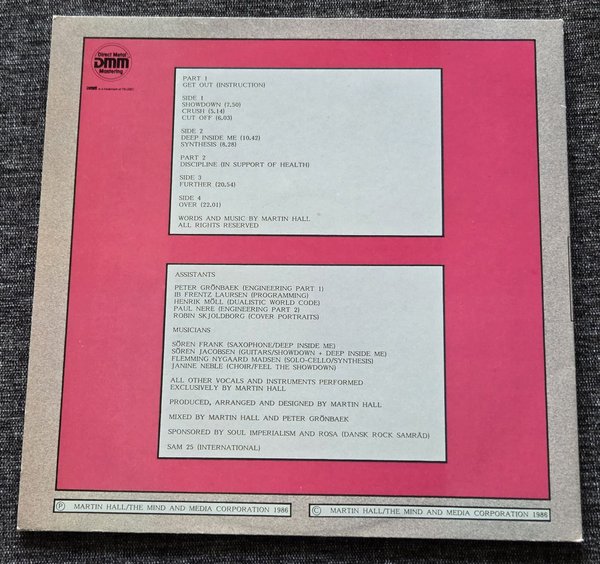 Direct Metal
DMM
Mastering
PART 1
GET OUT (INSTRUCTION)
SIDE 1
SHOWDOWN (7.50)
CRUSH (5.14)
CUT OFF (6.03)
SIDE 2
DEEP INSIDE ME (10.42)
SYNTHESIS (8.28)
PART 2
DISCIPLINE (IN SUPPORT OF HEALTH)
SIDE 3
FURTHER (20.54)
SIDE 4
OVER (22.01)
WORDS AND MUSIC BY MARTIN HALL
ALL RIGHTS RESERVED
ASSISTANTS
PETER GRÖNBAEK (ENGINEERING PART 1)
IB FRENTZ LAURSEN (PROGRAMMING)
HENRIK MÖLL (DUALISTIC WORLD CODE)
PAUL NERE (ENGINEERING PART 2)
ROBIN SKJOLDBORG (COVER PORTRAITS)
MUSICIANS
SÖREN FRANK (SAXOPHONE/DEEP INSIDE ME)
SÖREN JACOBSEN (GUITARS/SHOWDOWN + DEEP INSIDE ME)
FLEMMING NYGAARD MADSEN (SOLO-CELLO/SYNTHESIS)
JANINE NEBLE (CHOIR/FEEL THE SHOWDOWN)
ALL OTHER VOCALS AND INSTRUMENTS PERFORMED
EXCLUSIVELY BY MARTIN HALL
PRODUCED, ARRANGED AND DESIGNED BY MARTIN HALL
MIXED BY MARTIN HALL AND PETER GRÖNBAEK
SPONSORED BY SOUL IMPERIALISM AND ROSA (DANSK ROCK SAMRÅD)
SAM 25 (INTERNATIONAL)
Ⓟ MARTIN HALL/THE MIND AND MEDIA CORPORATION 1986
© MARTIN HALL/THE MIND AND MEDIA CORPORATION 1986